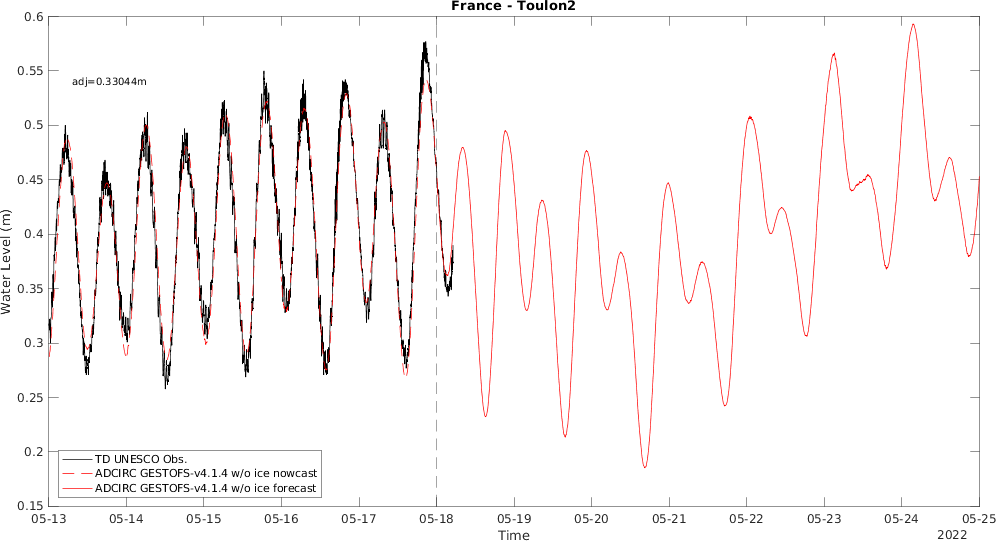 France - Toulon2
0.6
0.55
0.5
0.45
0.4
0.35
0.3
0.25
0.2
0.15
Water Level (m)
adj=0.33044m
TD UNESCO Obs.
ADCIRC GESTOFS-v4.1.4 w/o ice nowcast
ADCIRC GESTOFS-v4.1.4 w/o ice forecast
05-13 05-14 05-15 05-16 05-17 05-18 05-19 05-20 05-21 05-22 05-23 05-24 05-25
Time
2022